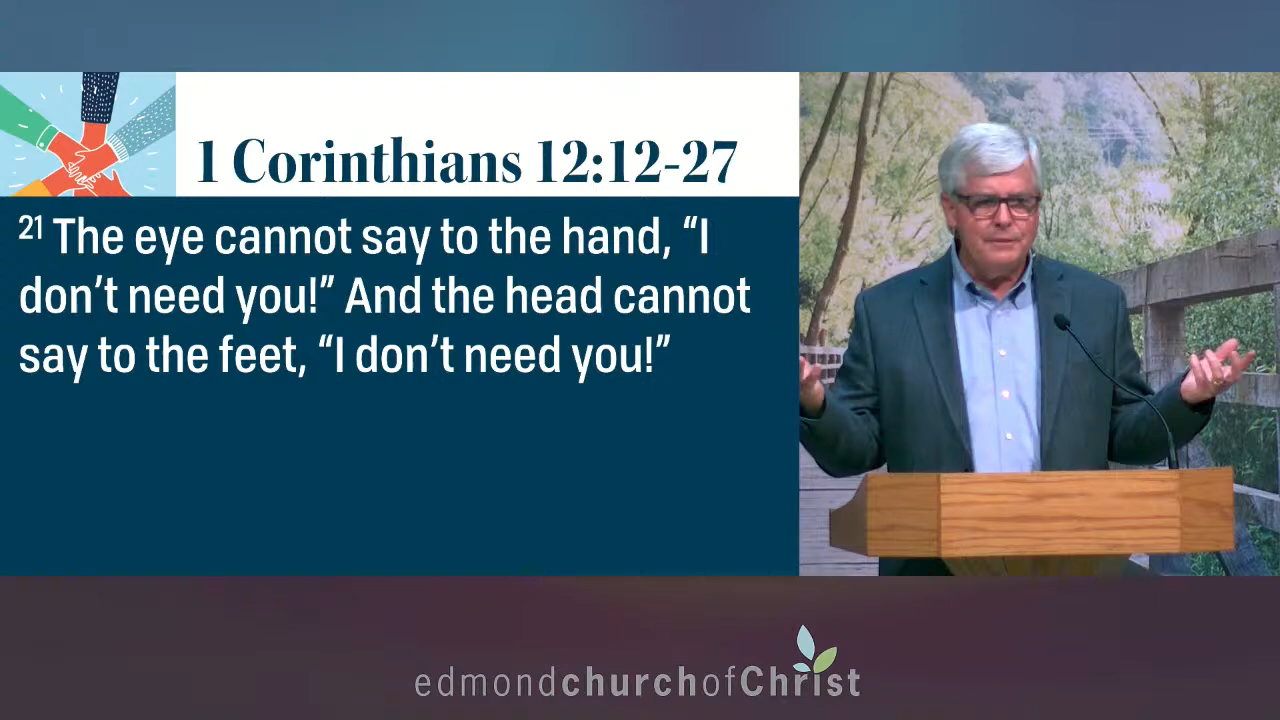 1 Corinthians 12:12-27
21 The eye cannot say to the hand, “I
don’t need you!” And the head cannot
say to the feet, “I don’t need you!”
edmondchurchofChrist